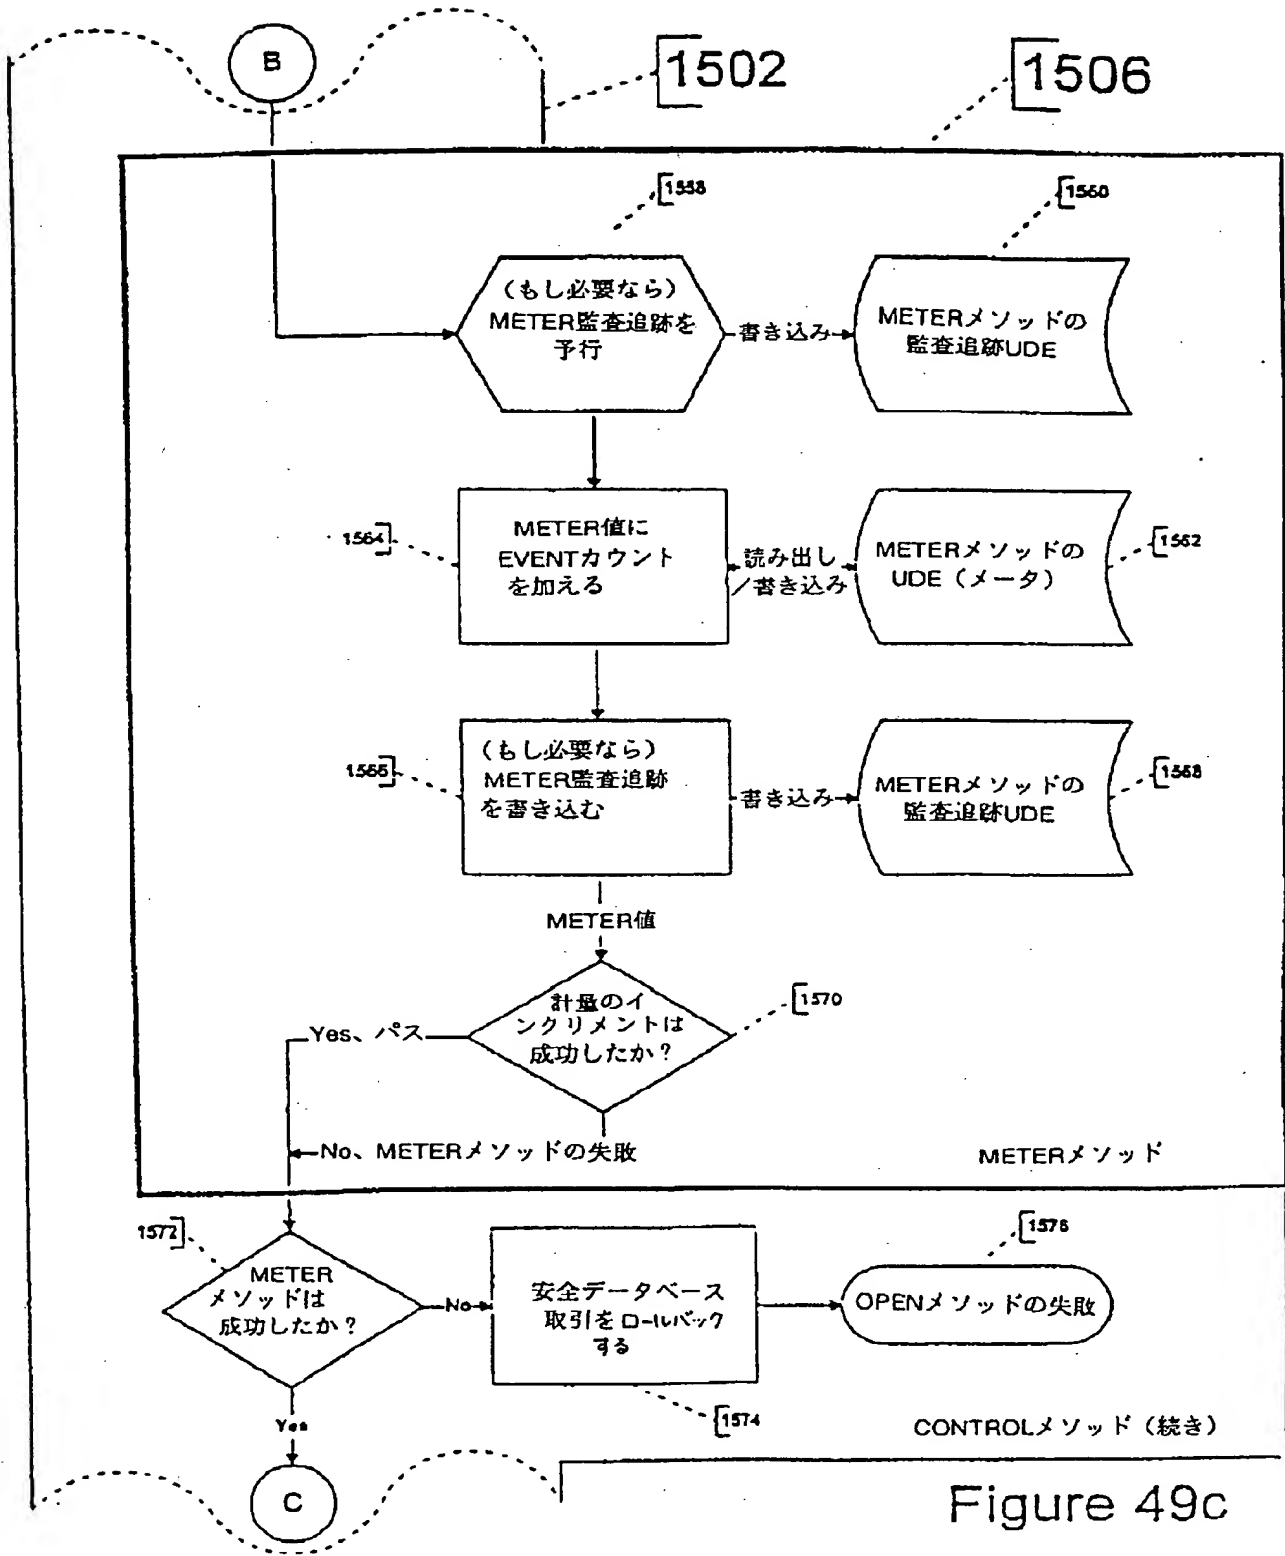 B
1502
1506
1558
1560
（もし必要なら）
METER監査追跡を
予行
書き込み
METERメソッドの
監査追跡UDE
1564
METER値に
EVENTカウント
を加える
読み出し
／書き込み
METERメソッドの
UDE（メータ）
1562
1566
（もし必要なら）
METER監査追跡
を書き込む
書き込み
METERメソッドの
監査追跡UDE
1568
METER値
計量のイ
ンクリメントは
成功したか？
1570
Yes、パス
No、METERメソッドの失敗
METERメソッド
1572
METER
メソッドは
成功したか？
No
安全データベース
取引をロールバック
する
1576
OPENメソッドの失敗
1574
Yes
CONTROLメソッド（続き）
C
Figure 49c